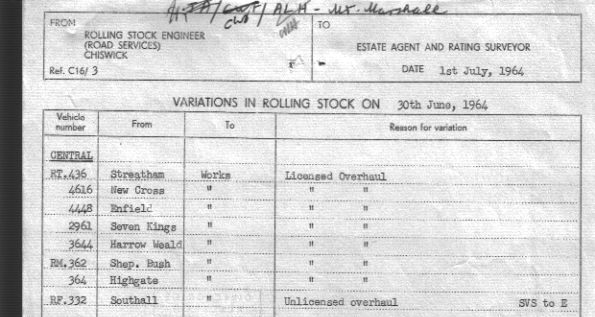 ALH - Mr. Marshall
FROM
TO
ROLLING STOCK ENGINEER
(ROAD SERVICES)
CHISWICK
Ref. C16/ 3
ESTATE AGENT AND RATING SURVEYOR
DATE 1st July, 1964
VARIATIONS IN ROLLING STOCK ON 30th June, 1964
Vehicle number From To Reason for variation
CENTRAL
RT.436 Streatham Works Licensed Overhaul
4616 New Cross " " "
4448 Enfield " " "
2961 Seven Kings " " "
3644 Harrow Weald " " "
RM.362 Shep. Bush " " "
364 Highgate " " "
RF.332 Southall " Unlicensed overhaul SVS to E